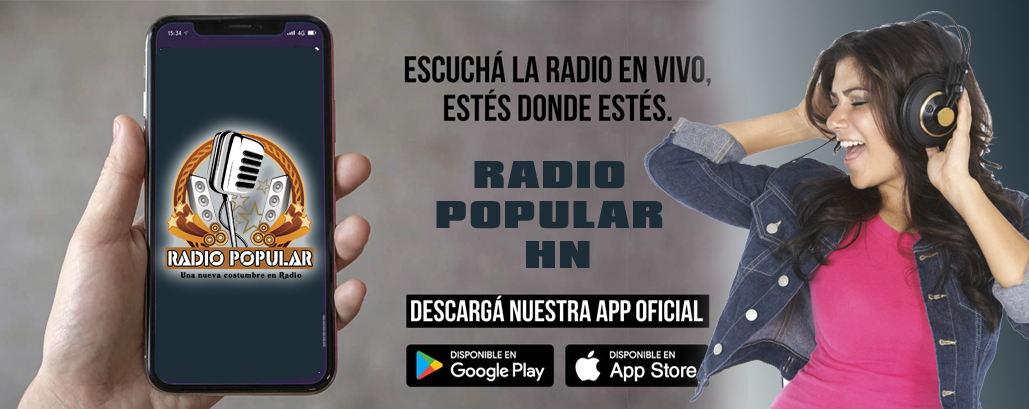 15:34
4G
RADIO POPULAR
Una nueva costumbre en Radio
ESCUCHÁ LA RADIO EN VIVO,
ESTÉS DONDE ESTÉS.
RADIO
POPULAR
HN
DESCARGÁ NUESTRA APP OFICIAL
DISPONIBLE EN
Google Play
DISPONIBLE EN
App Store